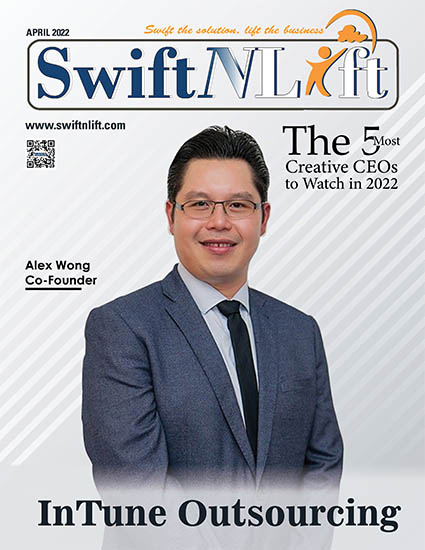 APRIL 2022
Swift the solution, lift the business
SwiftNLift
www.swiftnlift.com
The 5 Most
Creative CEOs
to Watch in 2022
Alex Wong
Co-Founder
InTune Outsourcing